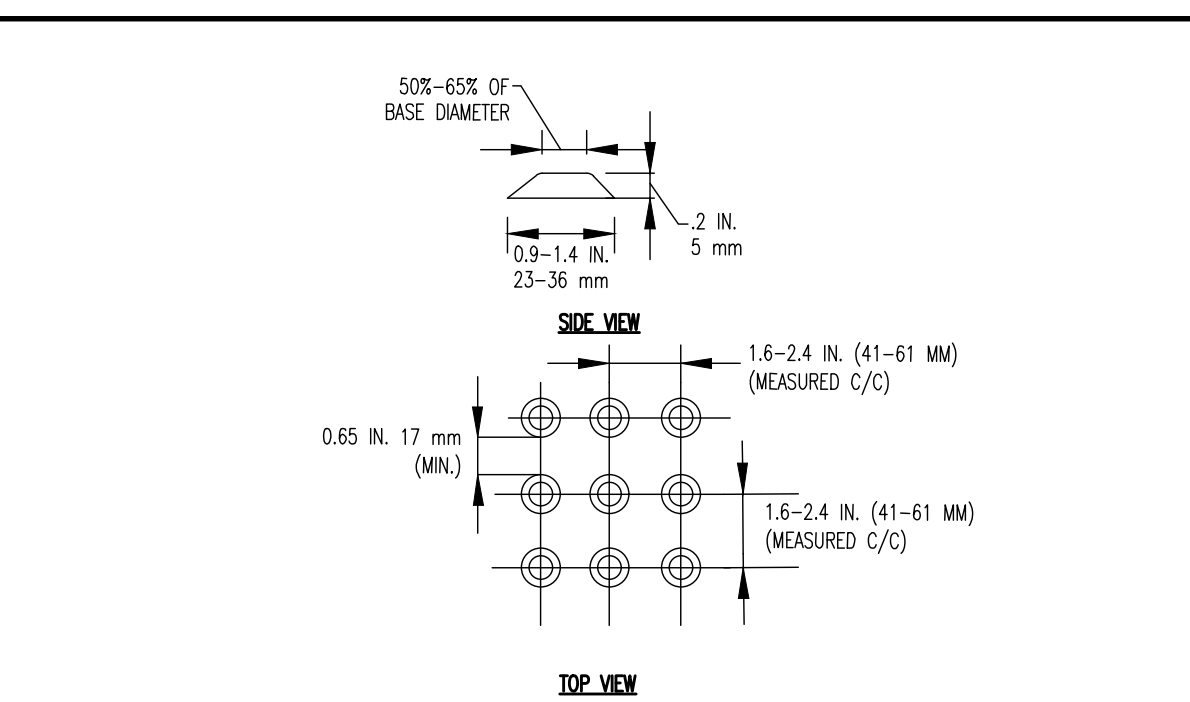 50%-65% OF
BASE DIAMETER
.2 IN.
5 mm
0.9-1.4 IN.
23-36 mm
SIDE VIEW
1.6-2.4 IN. (41-61 MM)
(MEASURED C/C)
0.65 IN. 17 mm
(MIN.)
1.6-2.4 IN. (41-61 MM)
(MEASURED C/C)
TOP VIEW